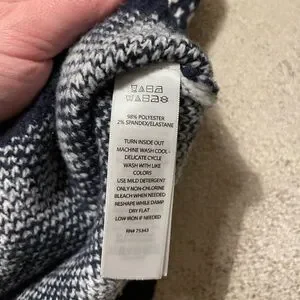 98% POLYESTER
2% SPANDEX/ELASTANE
TURN INSIDE OUT
MACHINE WASH COOL
DELICATE CYCLE
WASH WITH LIKE
COLORS
USE MILD DETERGENT
ONLY NON-CHLORINE
BLEACH WHEN NEEDED
RESHAPE WHILE DAMP
DRY FLAT
LOW IRON IF NEEDED
RN# 75343